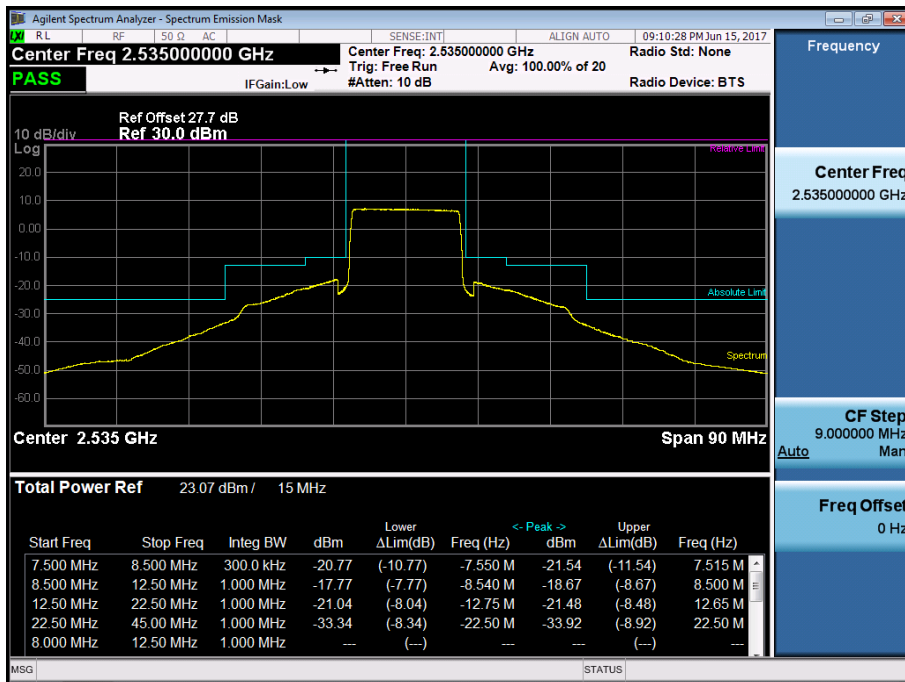 Agilent Spectrum Analyzer - Spectrum Emission Mask
LXI RL RF 50 Ω AC SENSE:INT ALIGN AUTO 09:10:28 PM Jun 15, 2017
Center Freq 2.535000000 GHz
Center Freq: 2.535000000 GHz Radio Std: None
Trig: Free Run Avg: 100.00% of 20
PASS IFGain:Low #Atten: 10 dB Radio Device: BTS
Ref Offset 27.7 dB
10 dB/div Ref 30.0 dBm
Log
Relative Limit
20.0
10.0
0.00
-10.0
-20.0
Absolute Limit
-30.0
-40.0
Spectrum
-50.0
-60.0
Center 2.535 GHz Span 90 MHz
Total Power Ref 23.07 dBm / 15 MHz
Lower <- Peak -> Upper
Start Freq Stop Freq Integ BW dBm ΔLim(dB) Freq (Hz) dBm ΔLim(dB) Freq (Hz)
7.500 MHz 8.500 MHz 300.0 kHz -20.77 (-10.77) -7.550 M -21.54 (-11.54) 7.515 M
8.500 MHz 12.50 MHz 1.000 MHz -17.77 (-7.77) -8.540 M -18.67 (-8.67) 8.500 M
12.50 MHz 22.50 MHz 1.000 MHz -21.04 (-8.04) -12.75 M -21.48 (-8.48) 12.65 M
22.50 MHz 45.00 MHz 1.000 MHz -33.34 (-8.34) -22.50 M -33.92 (-8.92) 22.50 M
8.000 MHz 12.50 MHz 1.000 MHz --- (---) --- --- (---) ---
MSG STATUS
Frequency
Center Freq
2.535000000 GHz
CF Step
9.000000 MHz
Auto Man
Freq Offset
0 Hz